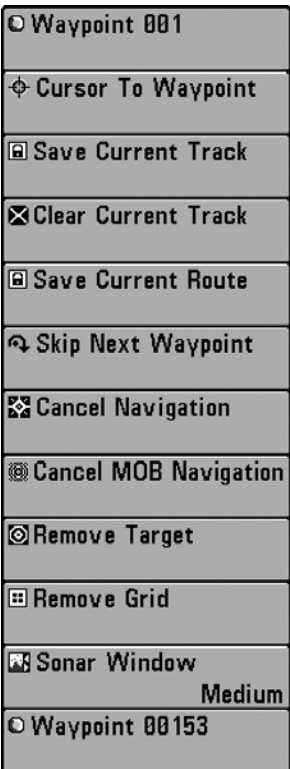 Waypoint 001
Cursor To Waypoint
Save Current Track
Clear Current Track
Save Current Route
Skip Next Waypoint
Cancel Navigation
Cancel MOB Navigation
Remove Target
Remove Grid
Sonar Window
Medium
Waypoint 00153